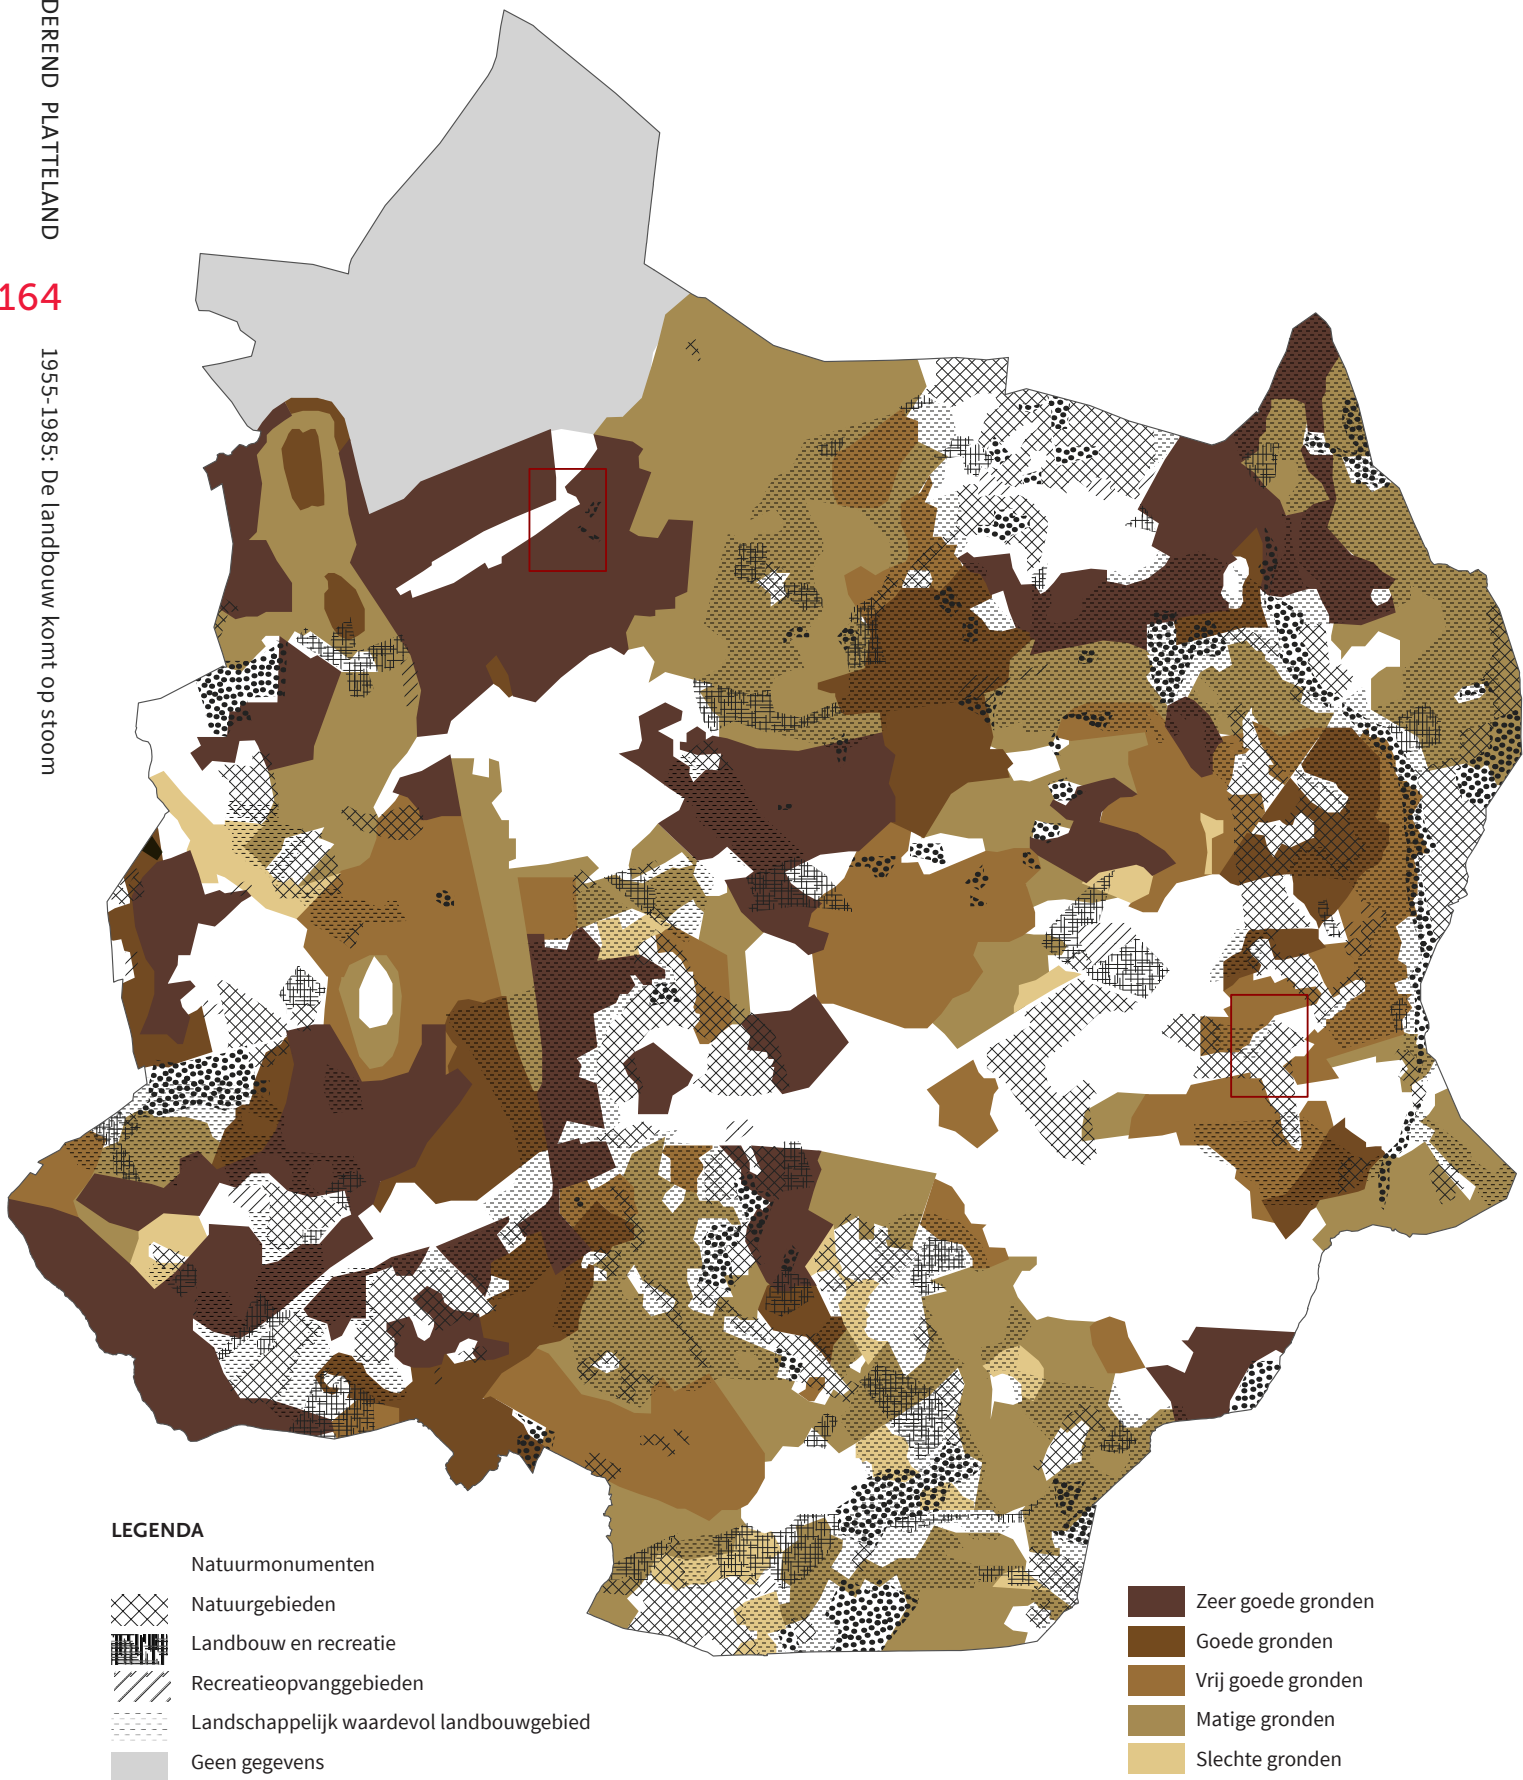 DEREND PLATTELAND
164
1955-1985: De landbouw komt op stoom
LEGENDA
Natuurmonumenten
Natuurgebieden
Landbouw en recreatie
Recreatieopvanggebieden
Landschappelijk waardevol landbouwgebied
Geen gegevens
Zeer goede gronden
Goede gronden
Vrij goede gronden
Matige gronden
Slechte gronden